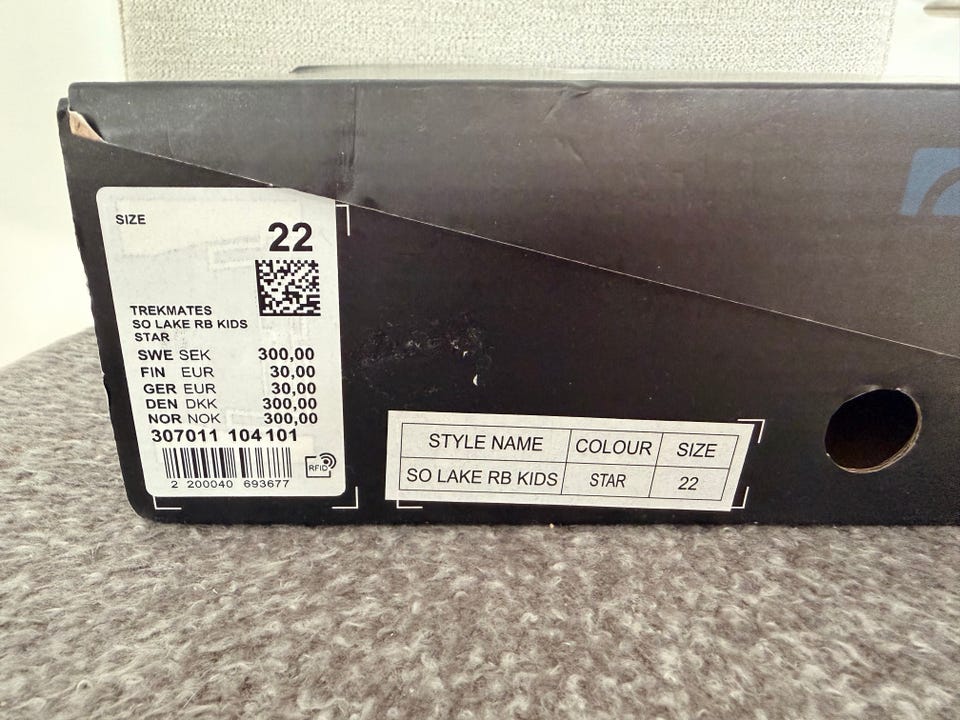 SIZE
22
TREKMATES
SO LAKE RB KIDS
STAR
SWE SEK 300,00
FIN EUR 30,00
GER EUR 30,00
DEN DKK 300,00
NOR NOK 300,00
307011 104 101
2 200040 693677
RFID
STYLE NAME COLOUR SIZE
SO LAKE RB KIDS STAR 22